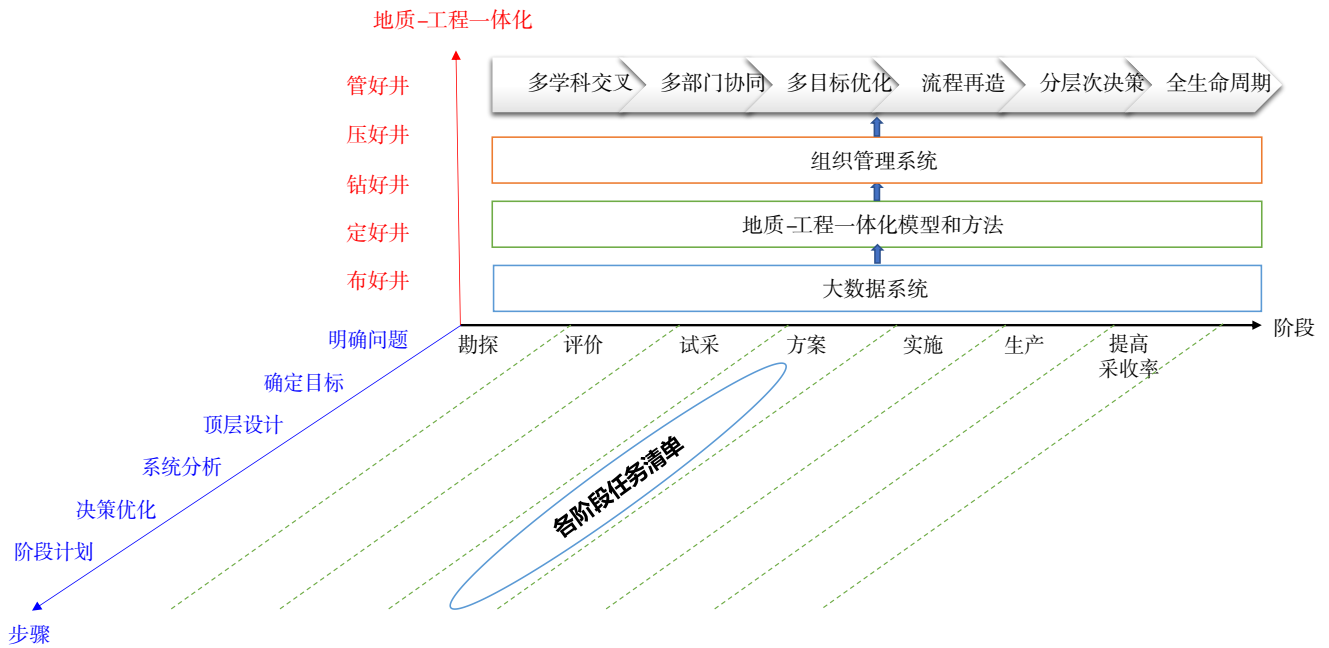 地质-工程一体化
管好井
压好井
钻好井
定好井
布好井
多学科交叉
多部门协同
多目标优化
流程再造
分层次决策
全生命周期
组织管理系统
地质-工程一体化模型和方法
大数据系统
阶段
勘探
评价
试采
方案
实施
生产
提高
采收率
明确问题
确定目标
顶层设计
系统分析
决策优化
阶段计划
步骤
各阶段任务清单